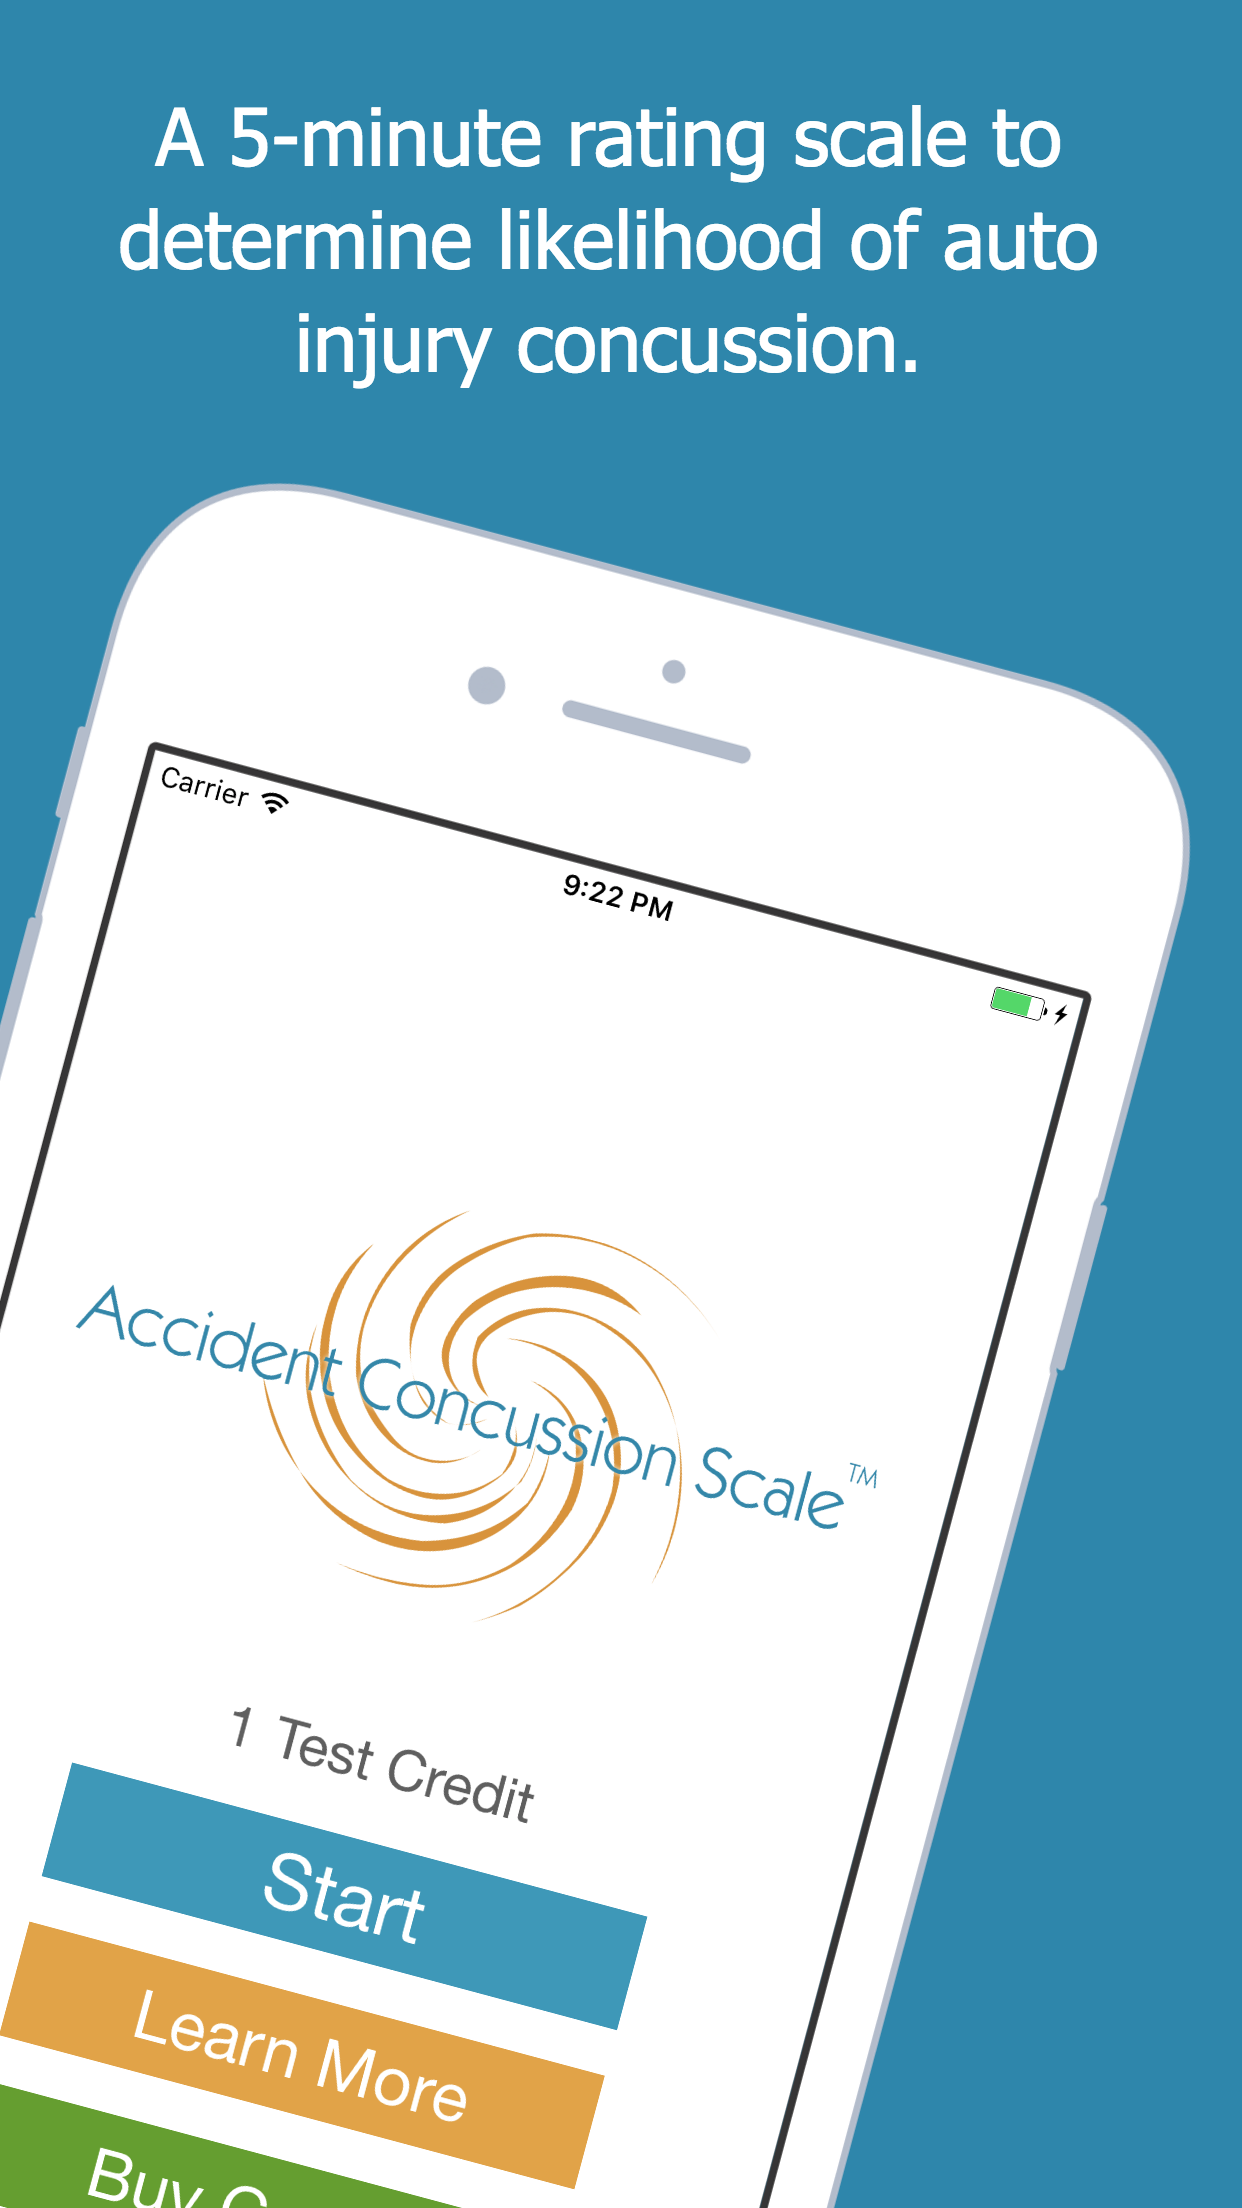 A 5-minute rating scale to
determine likelihood of auto
injury concussion.
Carrier
9:22 PM
Accident Concussion Scale™
1 Test Credit
Start
Learn More
Buy